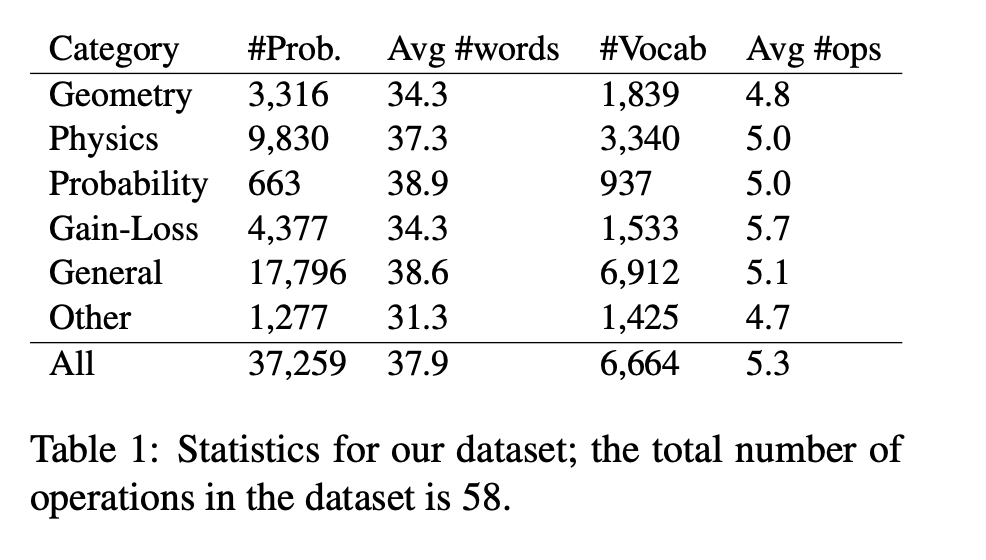 Category #Prob. Avg #words #Vocab Avg #ops
Geometry 3,316 34.3 1,839 4.8
Physics 9,830 37.3 3,340 5.0
Probability 663 38.9 937 5.0
Gain-Loss 4,377 34.3 1,533 5.7
General 17,796 38.6 6,912 5.1
Other 1,277 31.3 1,425 4.7
All 37,259 37.9 6,664 5.3
Table 1: Statistics for our dataset; the total number of
operations in the dataset is 58.